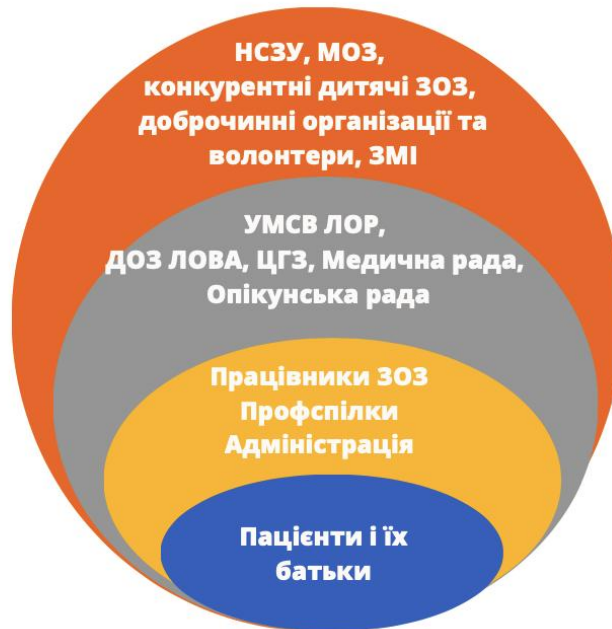 НСЗУ, МОЗ,
конкурентні дитячі ЗОЗ,
доброчинні організації та
волонтери, ЗМІ
УМСВ ЛОР,
ДОЗ ЛОВА, ЦГЗ, Медична рада,
Опікунська рада
Працівники ЗОЗ
Профспілки
Адміністрація
Пацієнти і їх
батьки